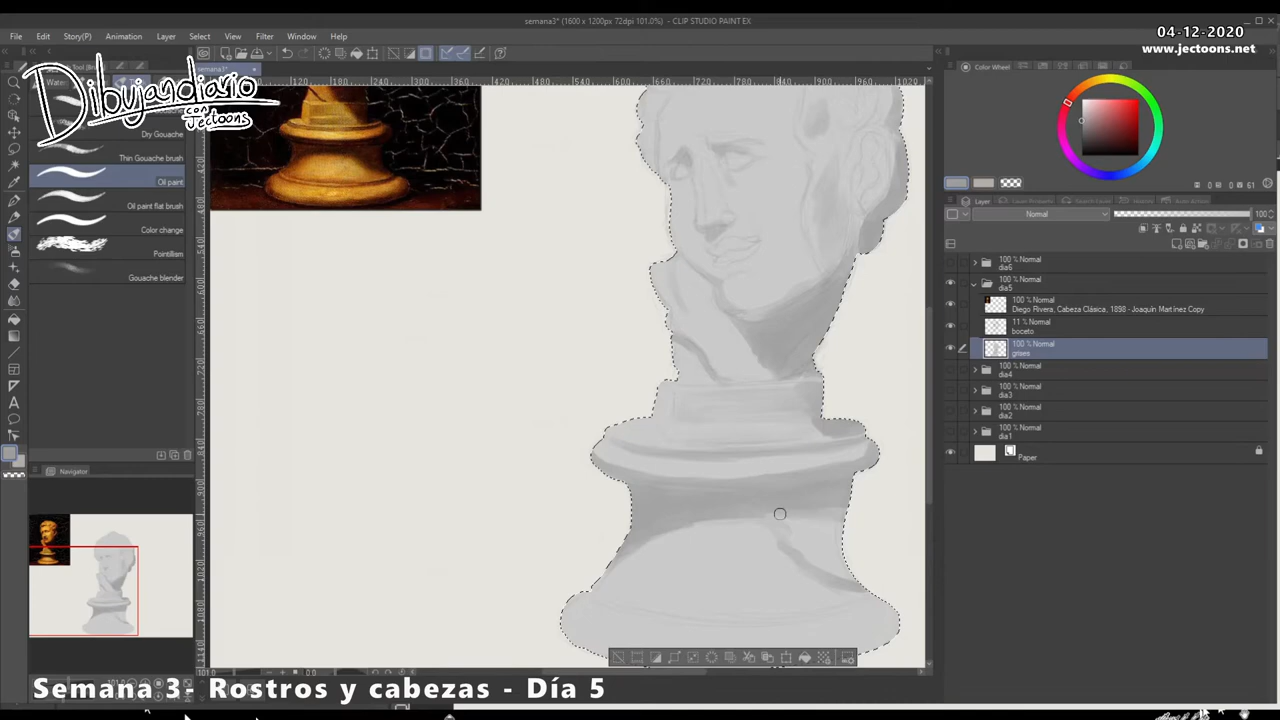 semana3* (1600 x 1200px 72dpi 101.0%) - CLIP STUDIO PAINT EX
File Edit Story(P) Animation Layer Select View Filter Window Help
04-12-2020
www.jectoons.net
Dibujandiario
con
Jectoons
semana3*
Color Wheel
Dry Gouache
Thin Gouache brush
Oil paint
Oil paint flat brush
Color change
Pointillism
Gouache blender
Layer
Normal
100
100 % Normal
dia6
100 % Normal
dia5
100 % Normal
Diego Rivera, Cabeza Clásica, 1898 - Joaquín Martínez Copy
11 % Normal
boceto
100 % Normal
grises
100 % Normal
dia4
100 % Normal
dia3
100 % Normal
dia2
100 % Normal
dia1
Paper
Navigator
Semana 3- Rostros y cabezas - Día 5